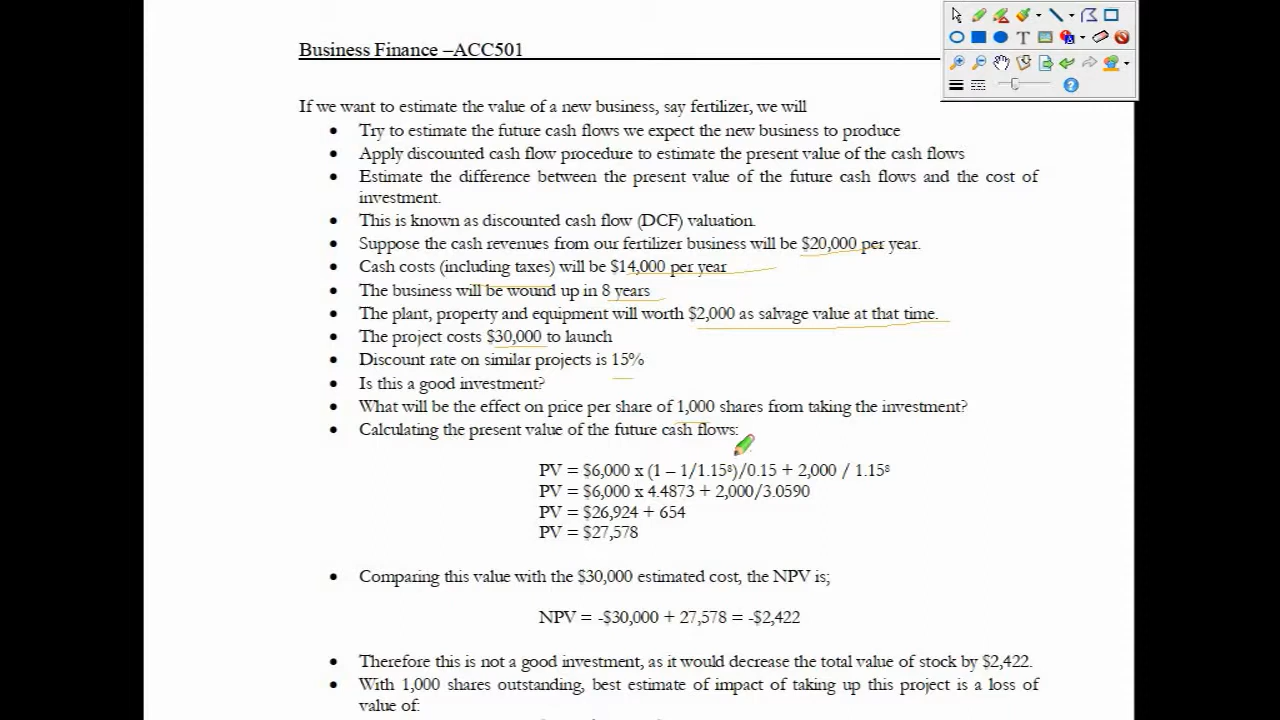 Business Finance –ACC501
If we want to estimate the value of a new business, say fertilizer, we will
• Try to estimate the future cash flows we expect the new business to produce
• Apply discounted cash flow procedure to estimate the present value of the cash flows
• Estimate the difference between the present value of the future cash flows and the cost of
investment.
• This is known as discounted cash flow (DCF) valuation.
• Suppose the cash revenues from our fertilizer business will be $20,000 per year.
• Cash costs (including taxes) will be $14,000 per year
• The business will be wound up in 8 years
• The plant, property and equipment will worth $2,000 as salvage value at that time.
• The project costs $30,000 to launch
• Discount rate on similar projects is 15%
• Is this a good investment?
• What will be the effect on price per share of 1,000 shares from taking the investment?
• Calculating the present value of the future cash flows:
PV = $6,000 x (1 – 1/1.15⁸)/0.15 + 2,000 / 1.15⁸
PV = $6,000 x 4.4873 + 2,000/3.0590
PV = $26,924 + 654
PV = $27,578
• Comparing this value with the $30,000 estimated cost, the NPV is;
NPV = -$30,000 + 27,578 = -$2,422
• Therefore this is not a good investment, as it would decrease the total value of stock by $2,422.
• With 1,000 shares outstanding, best estimate of impact of taking up this project is a loss of
value of: